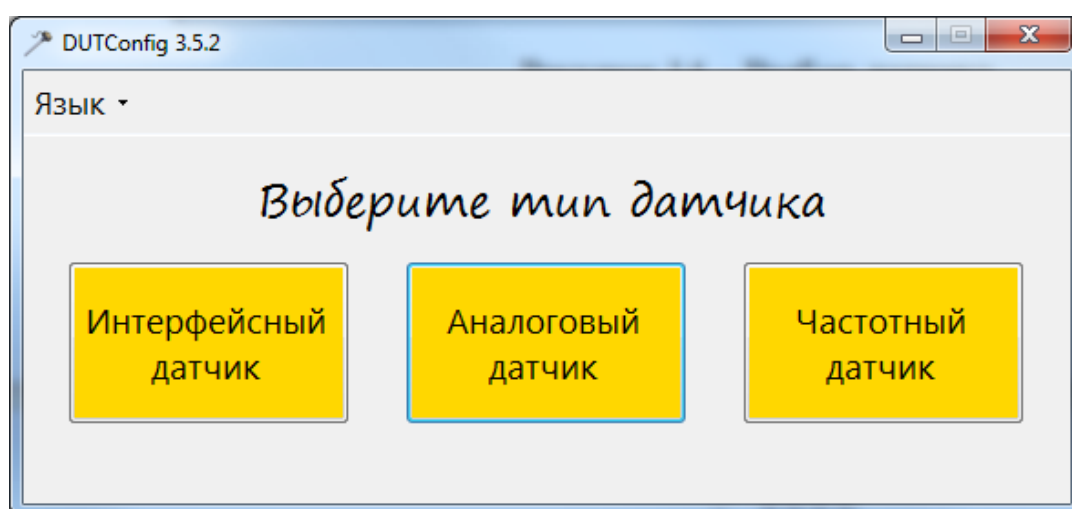 DUTConfig 3.5.2
Язык
Выберите тип датчика
Интерфейсный
датчик
Аналоговый
датчик
Частотный
датчик